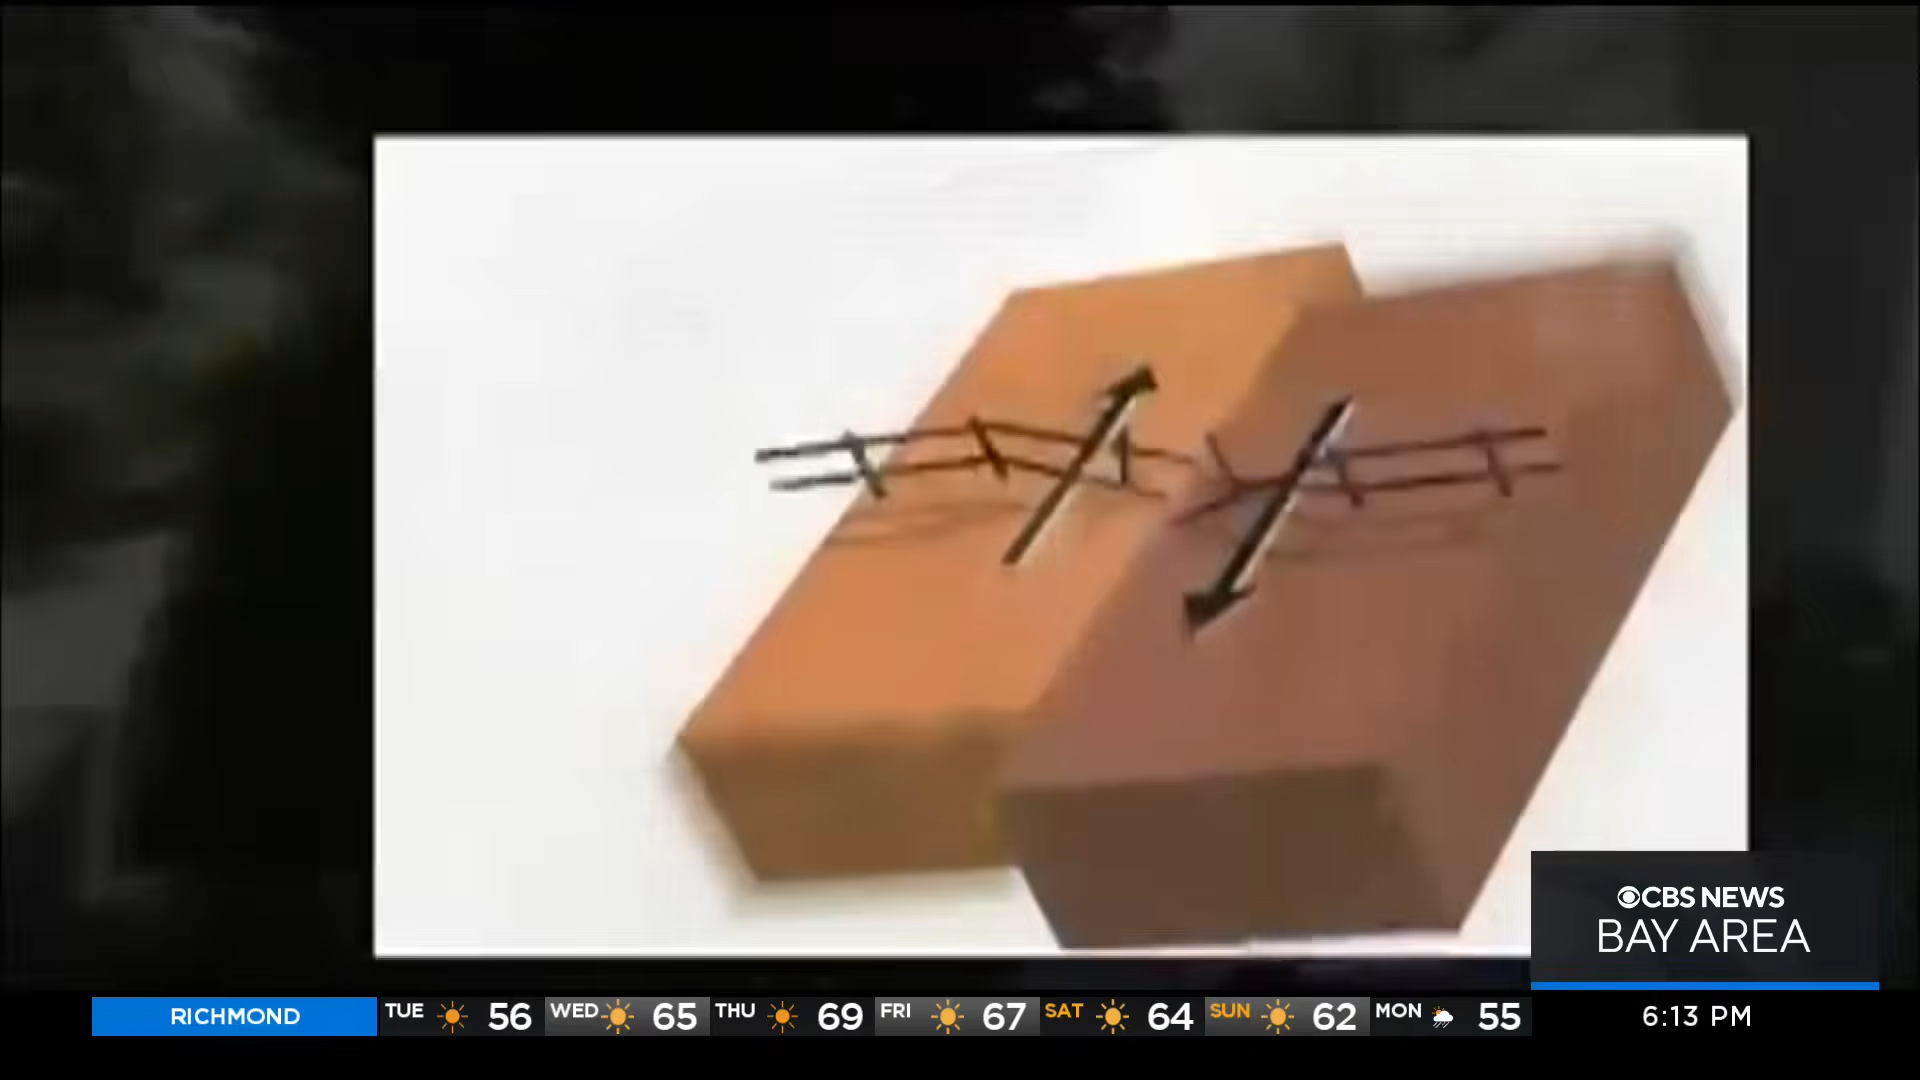 CBS NEWS
BAY AREA
RICHMOND TUE 56 WED 65 THU 69 FRI 67 SAT 64 SUN 62 MON 55 6:13 PM